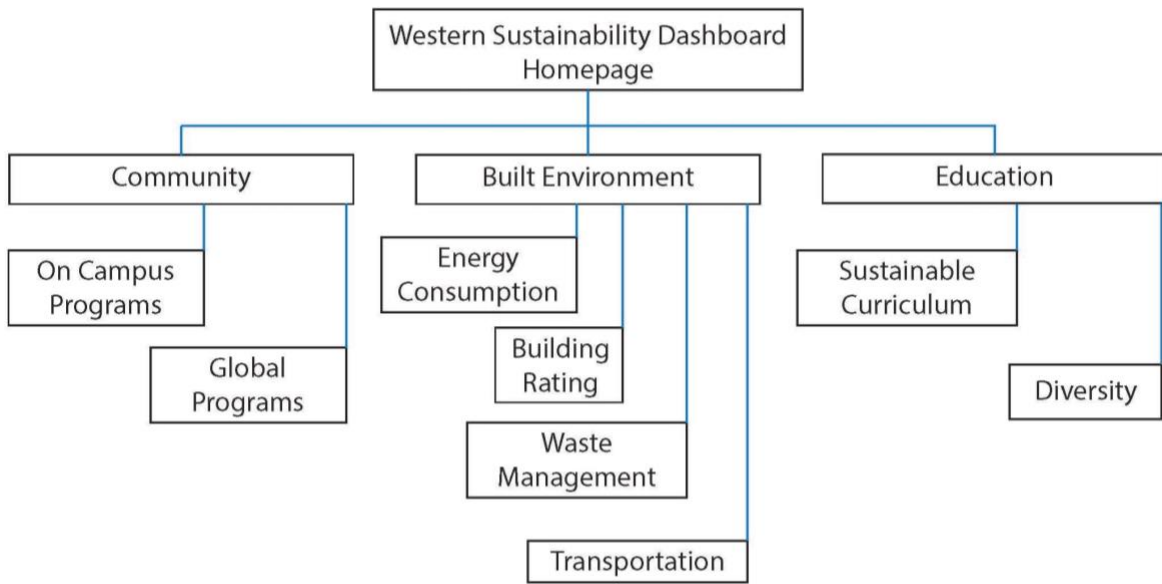 Western Sustainability Dashboard
Homepage
Community
Built Environment
Education
On Campus
Programs
Global
Programs
Energy
Consumption
Building
Rating
Waste
Management
Transportation
Sustainable
Curriculum
Diversity